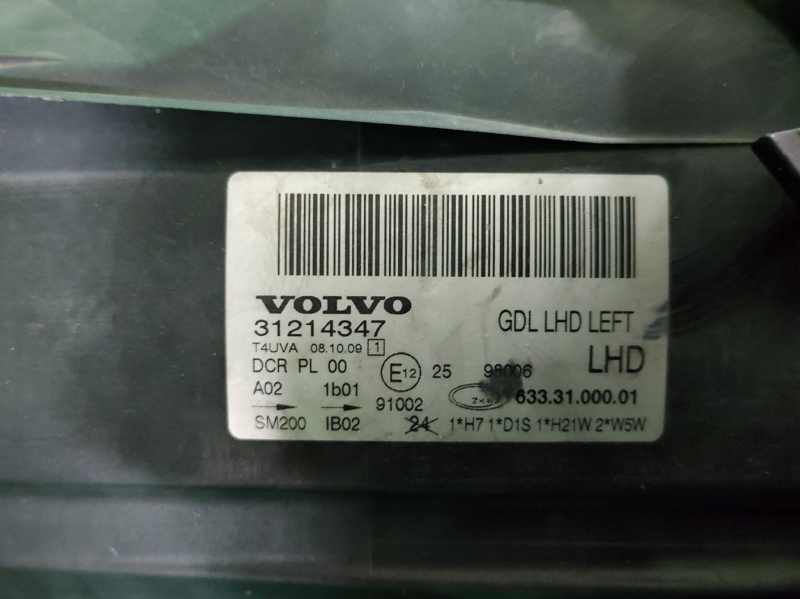 VOLVO
31214347
GDL LHD LEFT
T4UVA 08.10.09 1
LHD
DCR PL 00 E12 25 98006
A02 1b01 91002 ZKW 633.31.000.01
SM200 IB02 24 1*H7 1*D1S 1*H21W 2*W5W